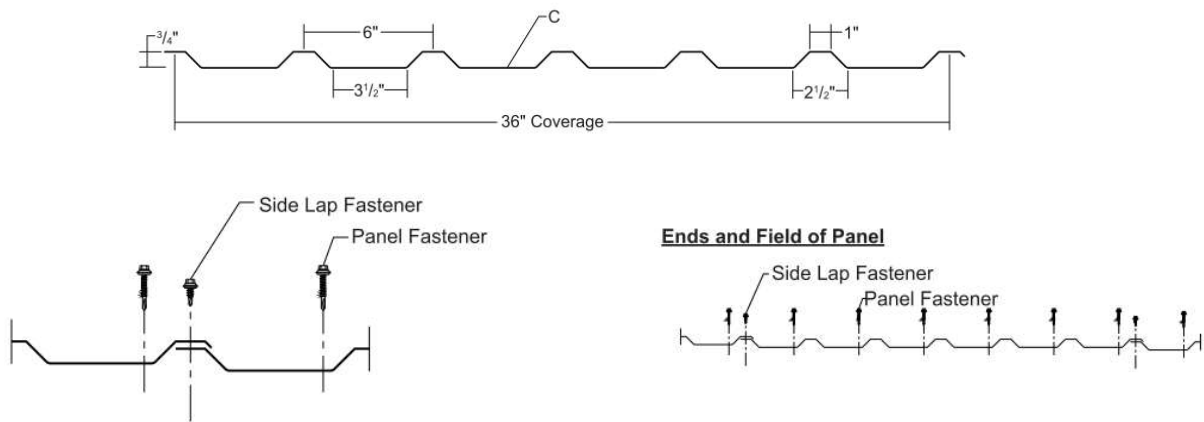 C
3/4"
6"
1"
3 1/2"
2 1/2"
36" Coverage
Side Lap Fastener
Panel Fastener
Ends and Field of Panel
Side Lap Fastener
Panel Fastener